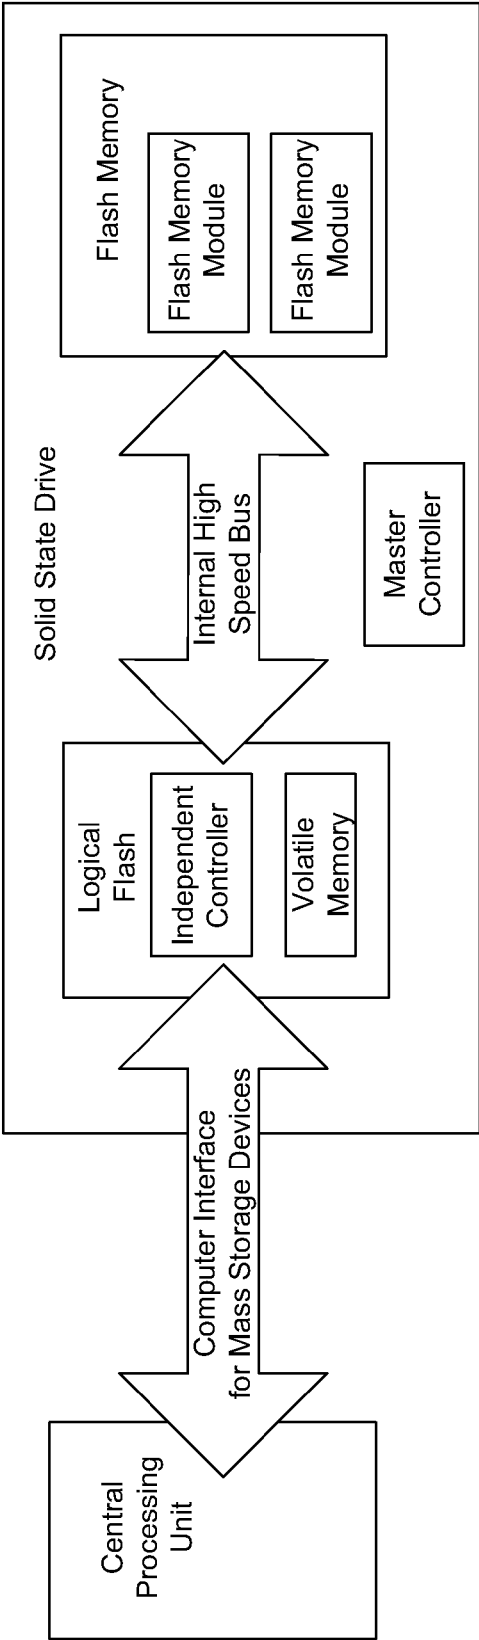 Central
Processing
Unit
Computer Interface
for Mass Storage Devices
Solid State Drive
Logical
Flash
Independent
Controller
Volatile
Memory
Internal High
Speed Bus
Master
Controller
Flash Memory
Flash Memory
Module
Flash Memory
Module